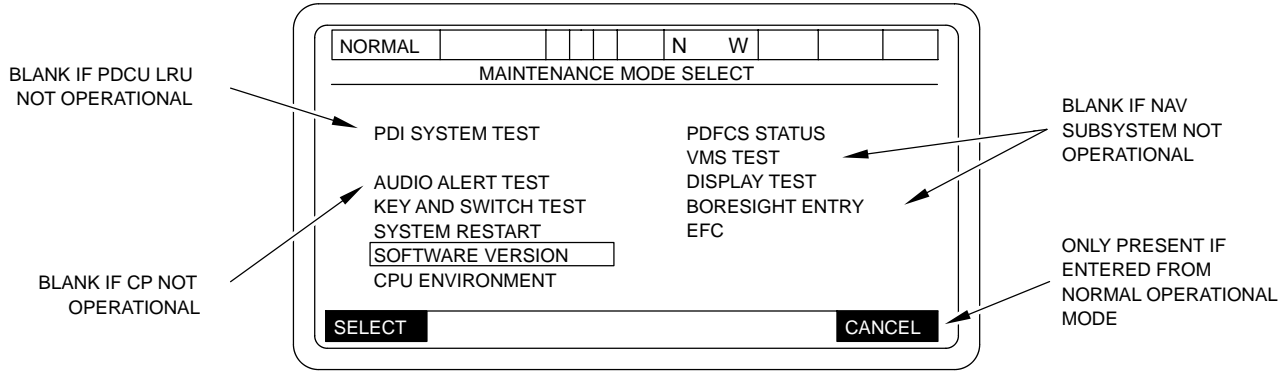 NORMAL N W
MAINTENANCE MODE SELECT
BLANK IF PDCU LRU
NOT OPERATIONAL
PDI SYSTEM TEST
AUDIO ALERT TEST
KEY AND SWITCH TEST
SYSTEM RESTART
SOFTWARE VERSION
CPU ENVIRONMENT
PDFCS STATUS
VMS TEST
DISPLAY TEST
BORESIGHT ENTRY
EFC
BLANK IF NAV
SUBSYSTEM NOT
OPERATIONAL
BLANK IF CP NOT
OPERATIONAL
ONLY PRESENT IF
ENTERED FROM
NORMAL OPERATIONAL
MODE
SELECT CANCEL